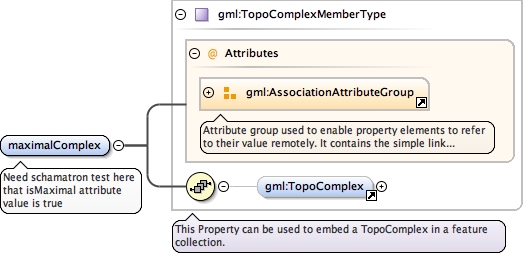 gml:TopoComplexMemberType
@ Attributes
gml:AssociationAttributeGroup
Attribute group used to enable property elements to refer
to their value remotely. It contains the simple link...
maximalComplex
Need schamatron test here
that isMaximal attribute
value is true
gml:TopoComplex
This Property can be used to embed a TopoComplex in a feature
collection.